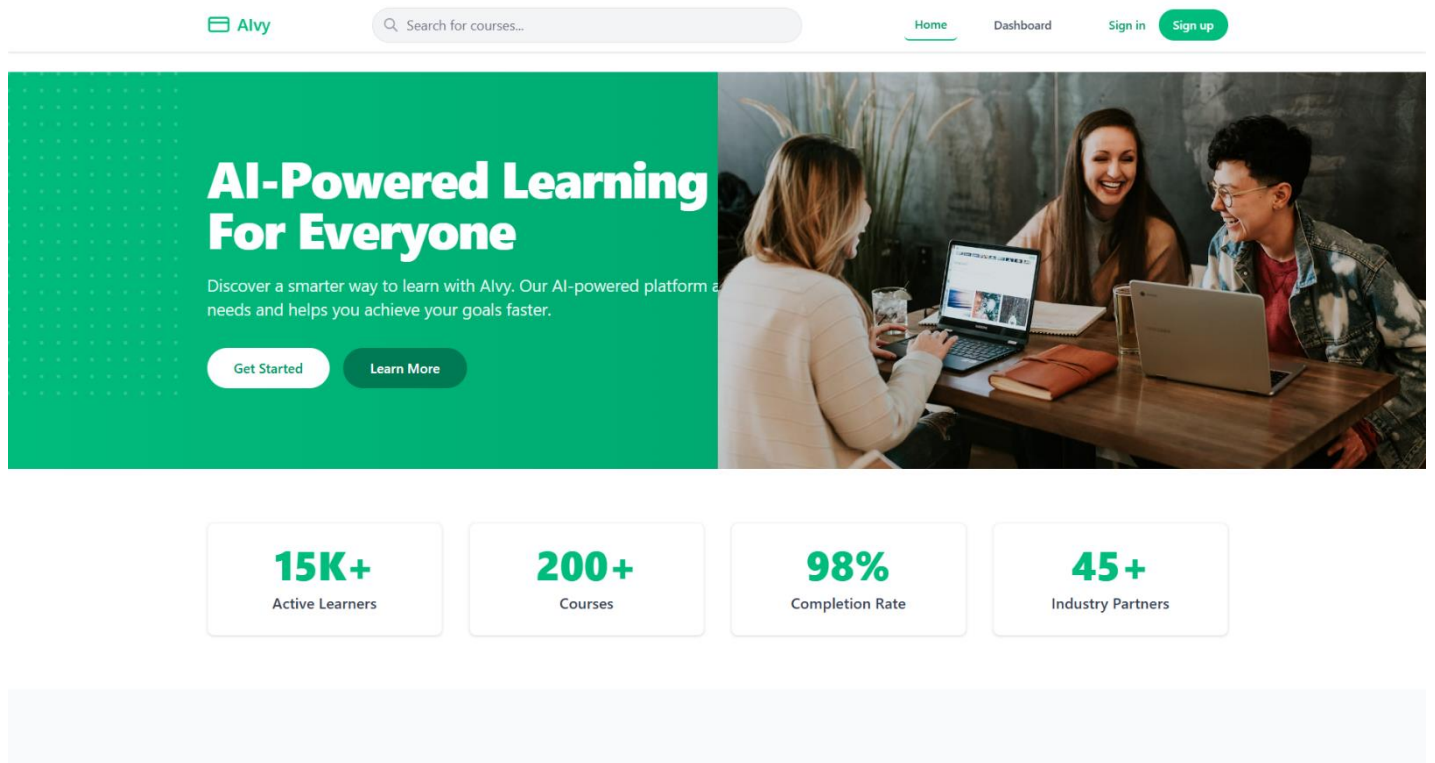 AIvy
Search for courses...
Home
Dashboard
Sign in
Sign up
AI-Powered Learning
For Everyone
Discover a smarter way to learn with AIvy. Our AI-powered platform a
needs and helps you achieve your goals faster.
Get Started
Learn More
15K+
Active Learners
200+
Courses
98%
Completion Rate
45+
Industry Partners